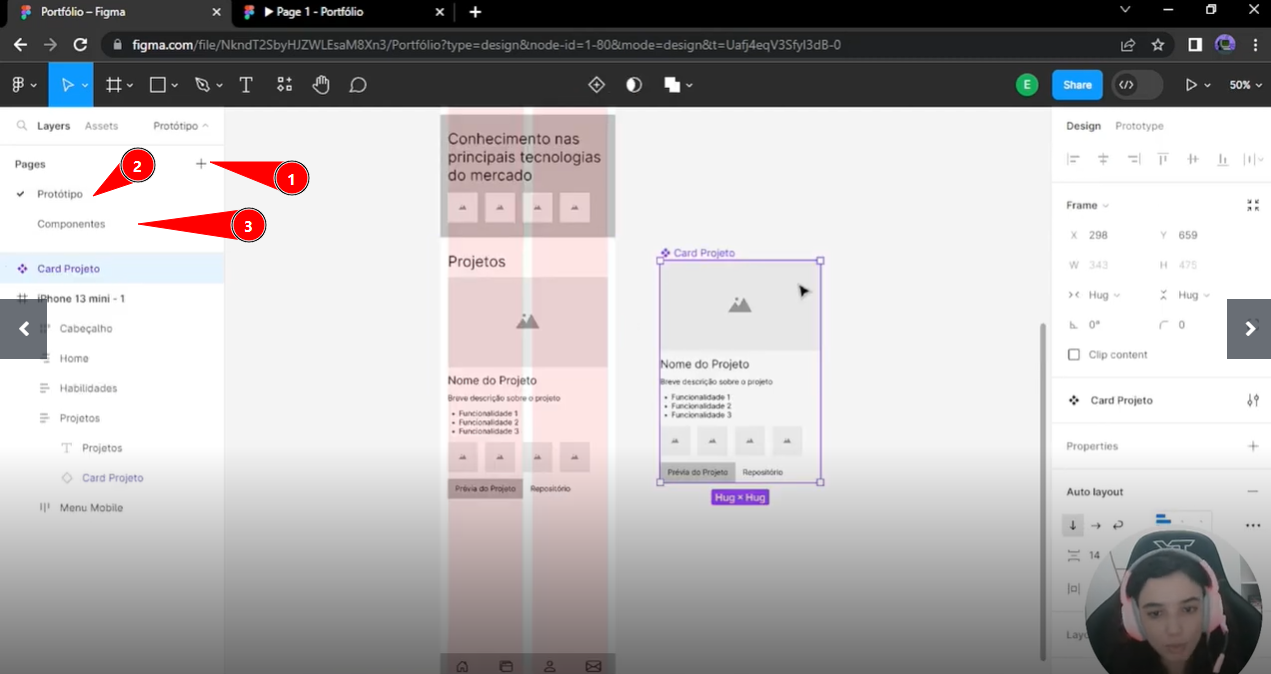 Portfólio – Figma
Page 1 - Portfólio
figma.com/file/NkndT2SbyHJZWLEsaM8Xn3/Portfólio?type=design&node-id=1-80&mode=design&t=Uafj4eqV3SfyI3dB-0
E
Share
50%
Layers
Assets
Protótipo
Pages
1
2
Protótipo
3
Componentes
Card Projeto
iPhone 13 mini - 1
Cabeçalho
Home
Habilidades
Projetos
Projetos
Card Projeto
Menu Mobile
Conhecimento nas
principais tecnologias
do mercado
Projetos
Nome do Projeto
Breve descrição sobre o projeto
Funcionalidade 1
Funcionalidade 2
Funcionalidade 3
Prévia do Projeto
Repositório
Card Projeto
Nome do Projeto
Breve descrição sobre o projeto
Funcionalidade 1
Funcionalidade 2
Funcionalidade 3
Prévia do Projeto
Repositório
Hug × Hug
Design
Prototype
Frame
X 298
Y 659
W 343
H 475
Hug
Hug
0°
0
Clip content
Card Projeto
Properties
Auto layout
14